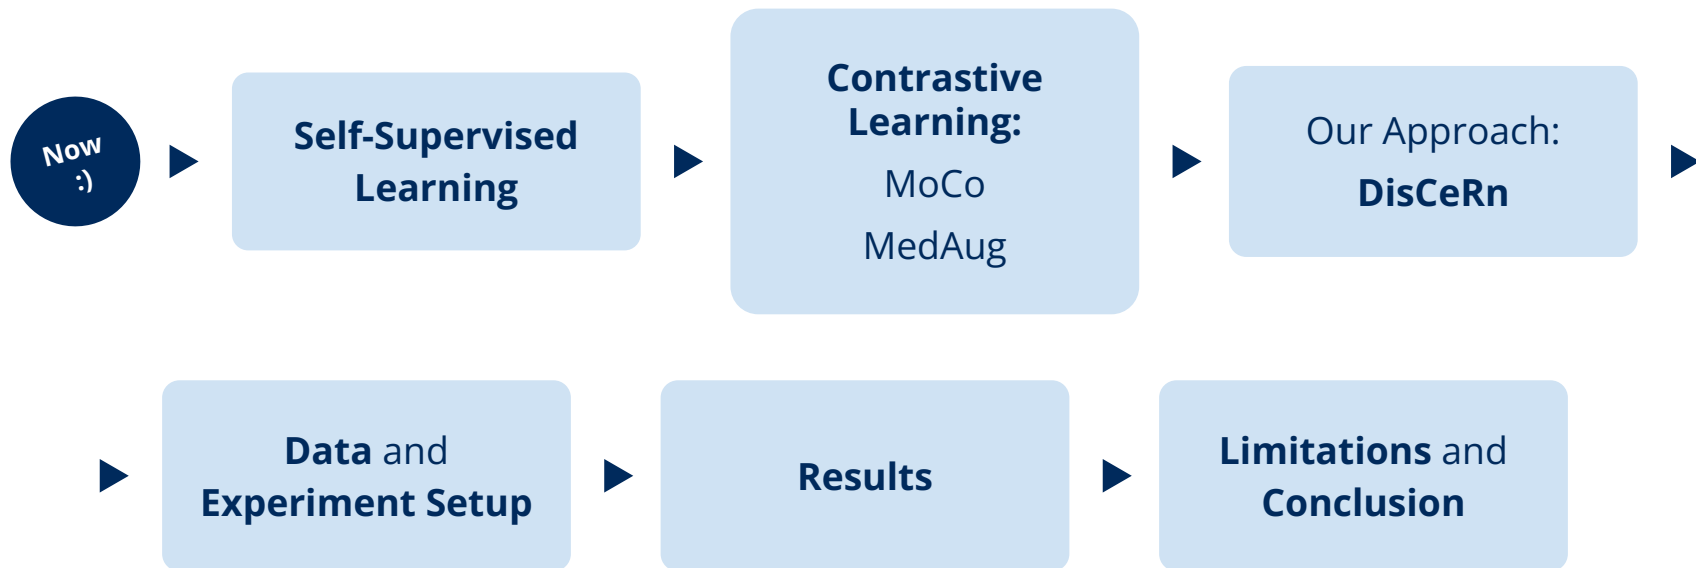 Now
:)
Self-Supervised
Learning
Contrastive
Learning:
MoCo
MedAug
Our Approach:
DisCeRn
Data and
Experiment Setup
Results
Limitations and
Conclusion